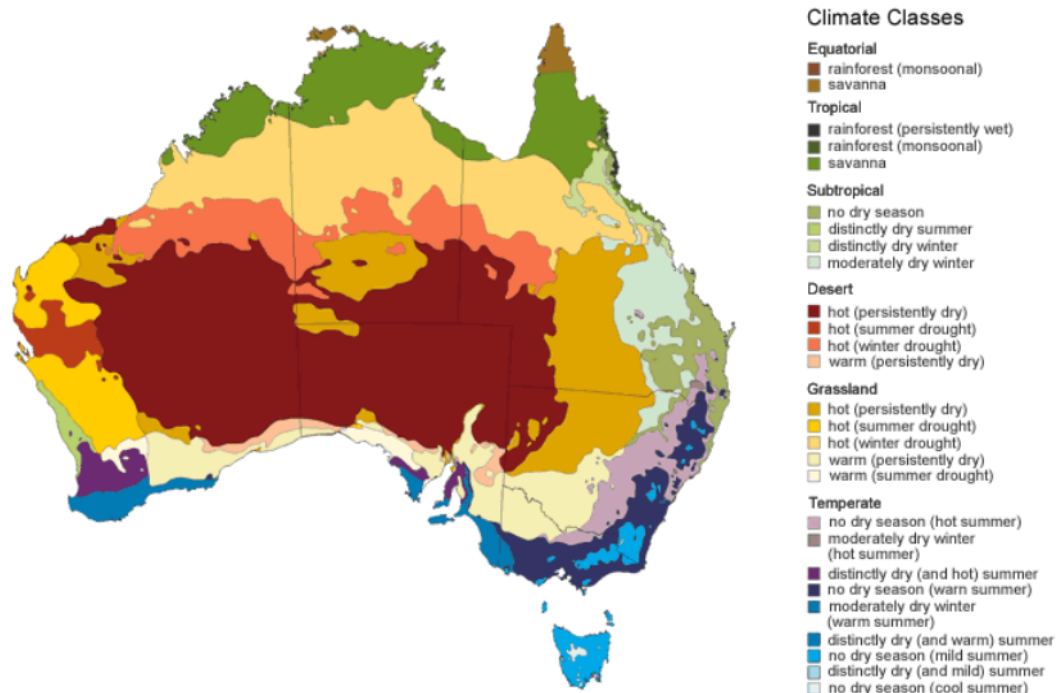 Climate Classes
Equatorial
rainforest (monsoonal)
savanna
Tropical
rainforest (persistently wet)
rainforest (monsoonal)
savanna
Subtropical
no dry season
distinctly dry summer
distinctly dry winter
moderately dry winter
Desert
hot (persistently dry)
hot (summer drought)
hot (winter drought)
warm (persistently dry)
Grassland
hot (persistently dry)
hot (summer drought)
hot (winter drought)
warm (persistently dry)
warm (summer drought)
Temperate
no dry season (hot summer)
moderately dry winter
(hot summer)
distinctly dry (and hot) summer
no dry season (warn summer)
moderately dry winter
(warm summer)
distinctly dry (and warm) summer
no dry season (mild summer)
distinctly dry (and mild) summer
no dry season (cool summer)